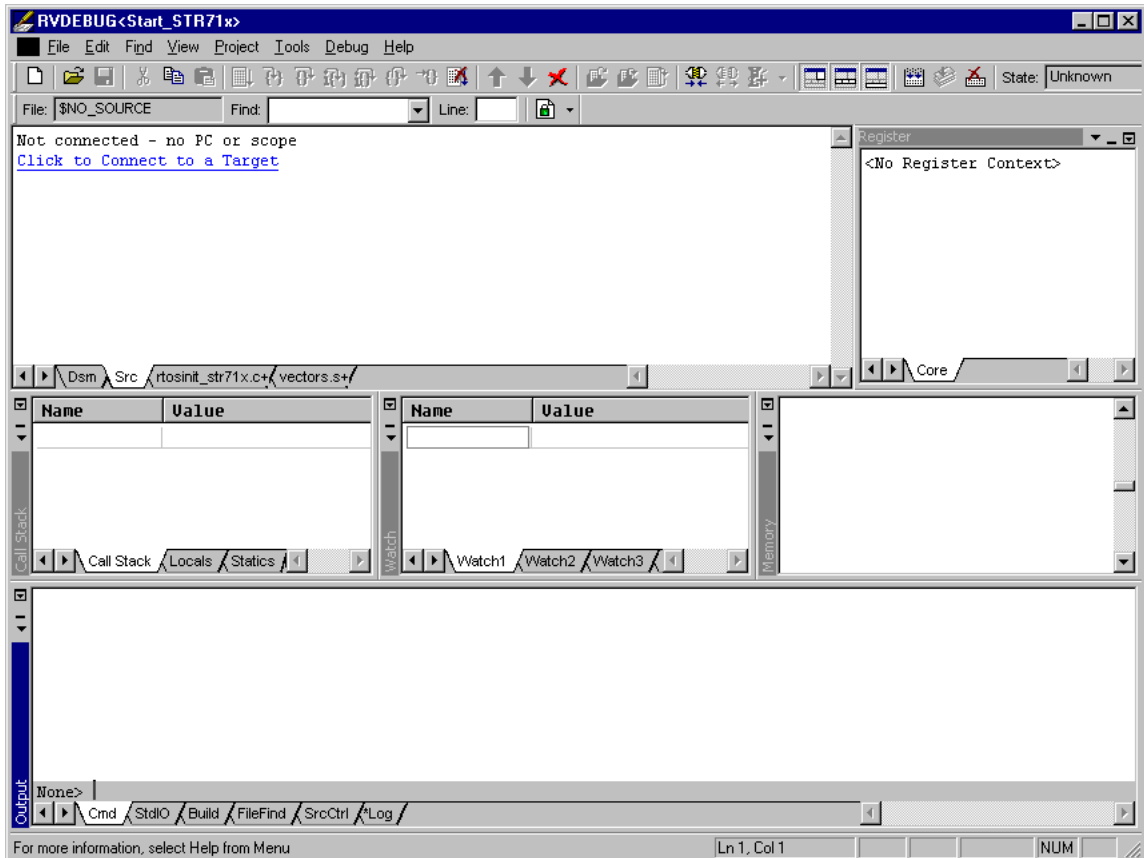 RVDEBUG<Start_STR71x>
File Edit Find View Project Tools Debug Help
State: Unknown
File: $NO_SOURCE Find: Line:
Not connected - no PC or scope
Click to Connect to a Target
Register
<No Register Context>
Dsm Src rtosinit_str71x.c+ vectors.s+
Core
Name Value
Name Value
Call Stack
Watch
Memory
Call Stack Locals Statics
Watch1 Watch2 Watch3
Output
None>
Cmd StdIO Build FileFind SrcCtrl *Log
For more information, select Help from Menu Ln 1, Col 1 NUM